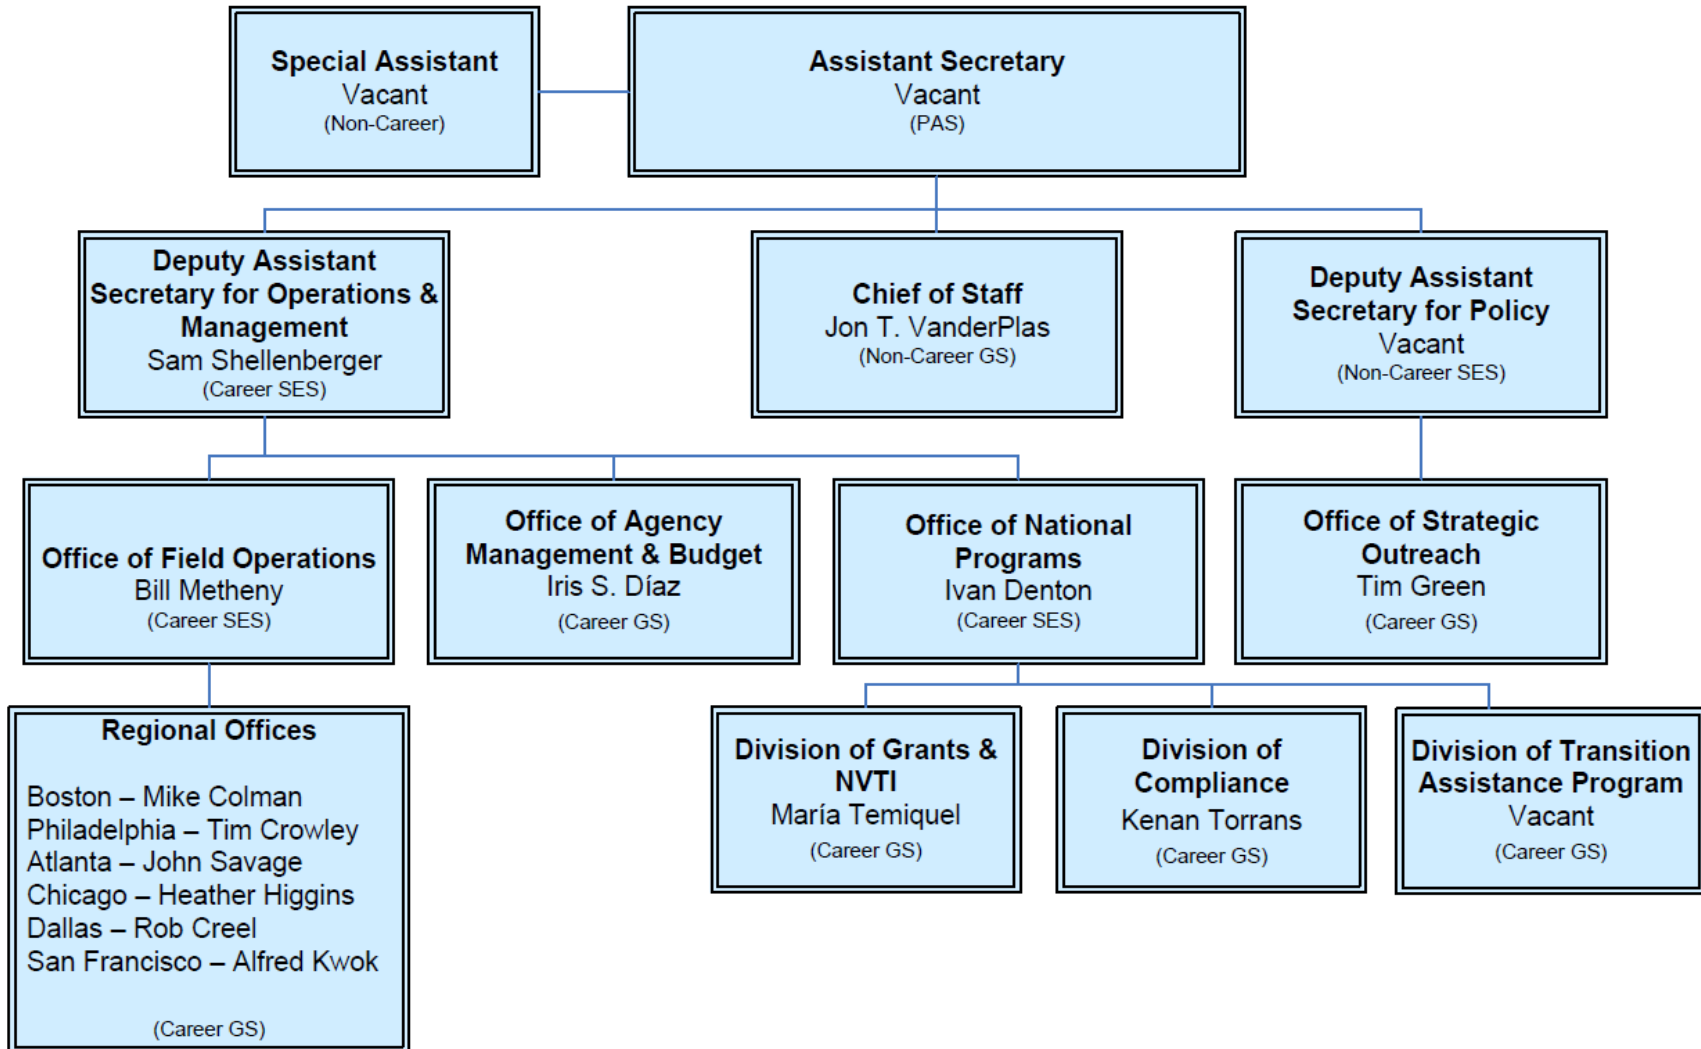 Special Assistant
Vacant
(Non-Career)
Assistant Secretary
Vacant
(PAS)
Deputy Assistant
Secretary for Operations &
Management
Sam Shellenberger
(Career SES)
Chief of Staff
Jon T. VanderPlas
(Non-Career GS)
Deputy Assistant
Secretary for Policy
Vacant
(Non-Career SES)
Office of Field Operations
Bill Metheny
(Career SES)
Office of Agency
Management & Budget
Iris S. Díaz
(Career GS)
Office of National
Programs
Ivan Denton
(Career SES)
Office of Strategic
Outreach
Tim Green
(Career GS)
Regional Offices
Boston – Mike Colman
Philadelphia – Tim Crowley
Atlanta – John Savage
Chicago – Heather Higgins
Dallas – Rob Creel
San Francisco – Alfred Kwok
(Career GS)
Division of Grants &
NVTI
María Temiquel
(Career GS)
Division of
Compliance
Kenan Torrans
(Career GS)
Division of Transition
Assistance Program
Vacant
(Career GS)